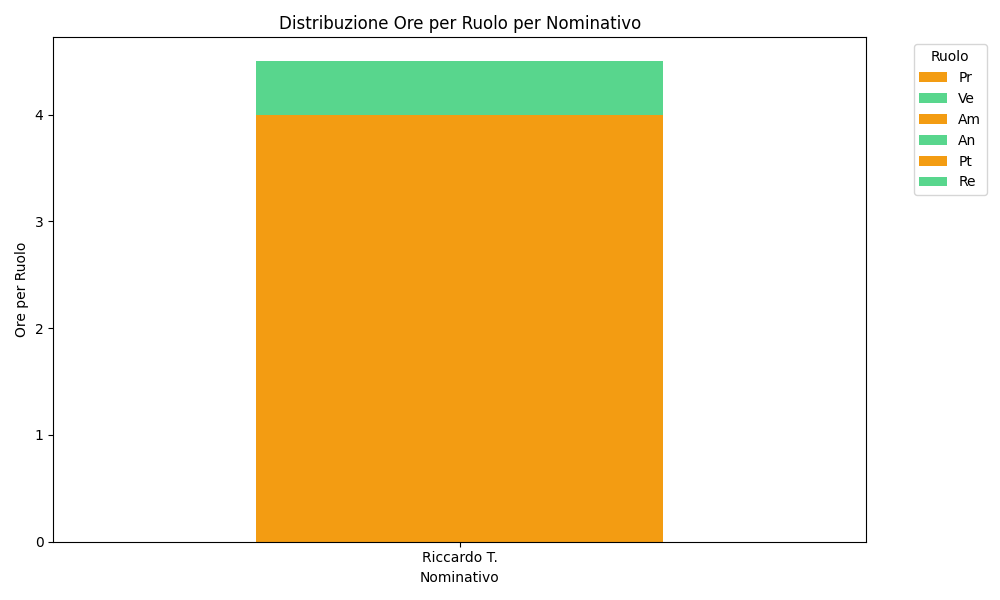 Distribuzione Ore per Ruolo per Nominativo
Ruolo
Pr
Ve
Am
An
Pt
Re
Ore per Ruolo
4
3
2
1
0
Riccardo T.
Nominativo